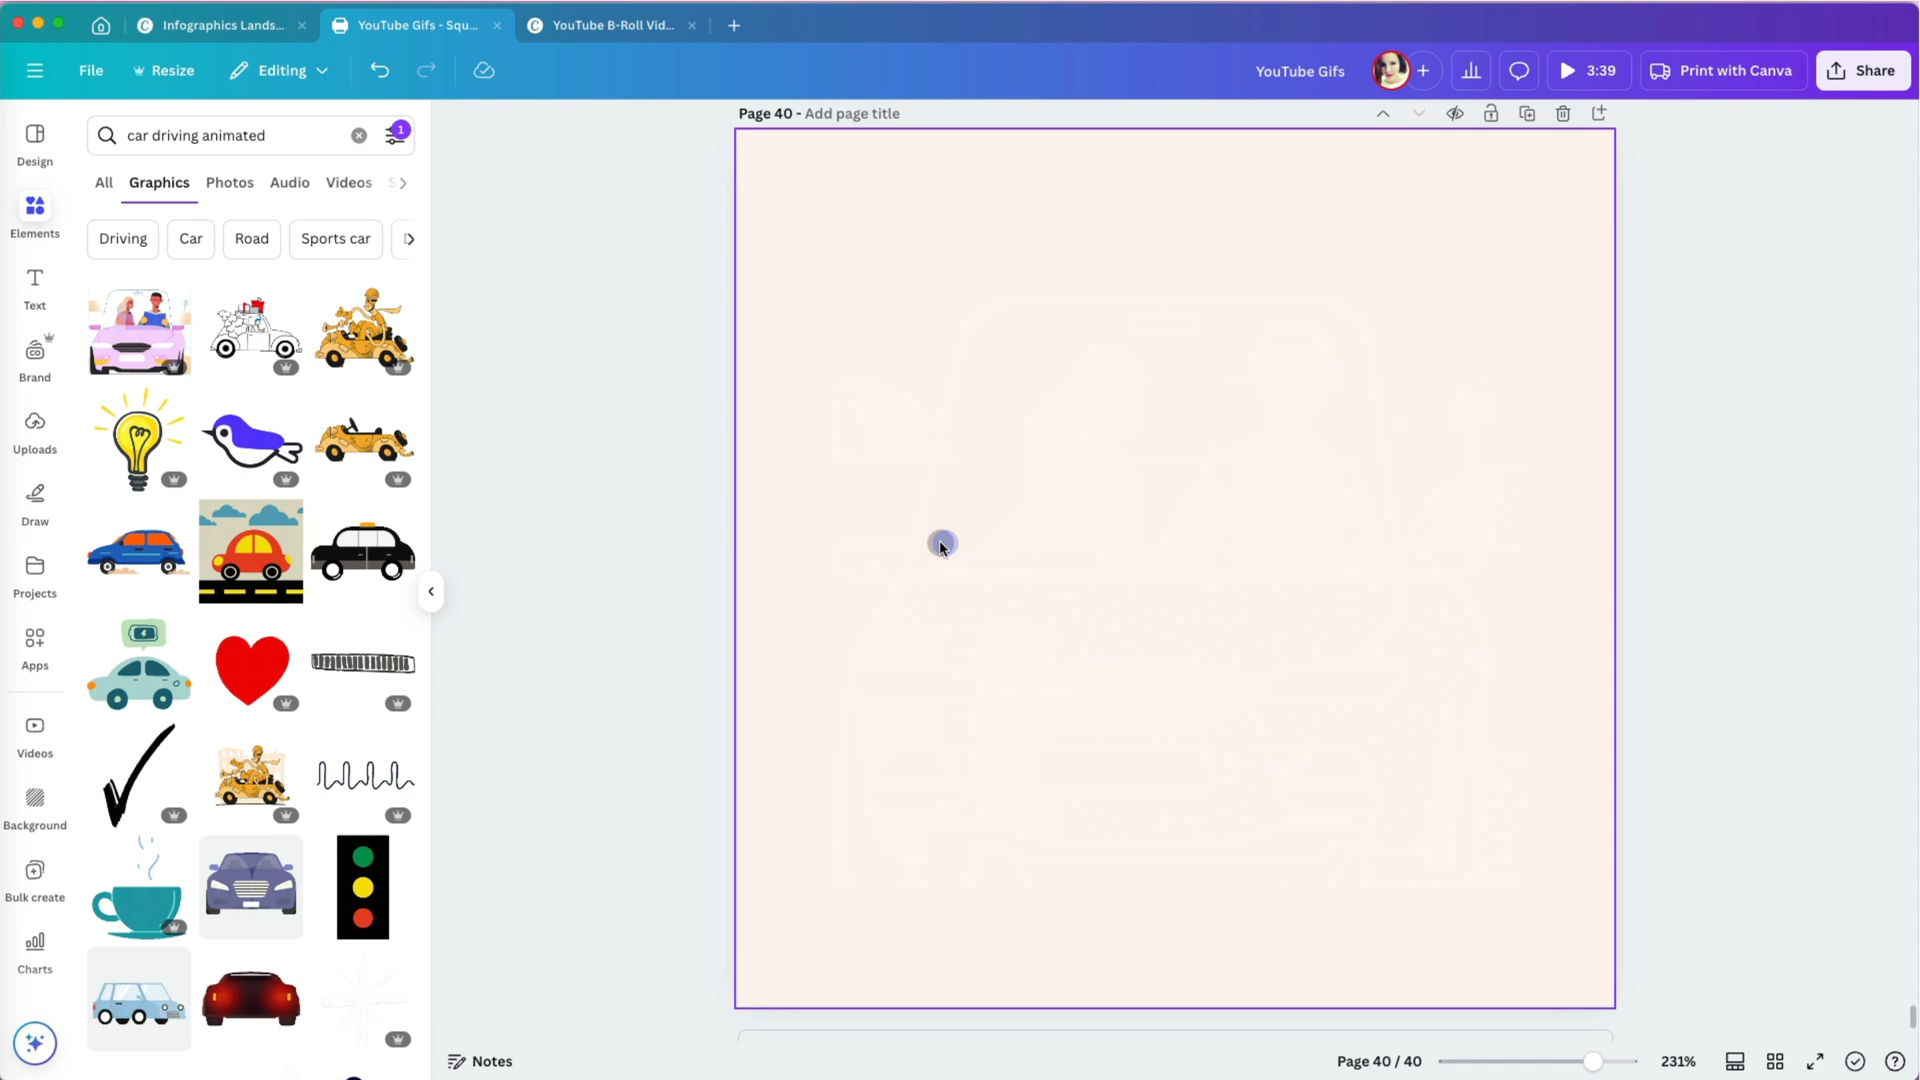 Infographics Lands...
YouTube Gifs - Squ...
YouTube B-Roll Vid...
File
Resize
Editing
YouTube Gifs
3:39
Print with Canva
Share
Design
Elements
Text
Brand
Uploads
Draw
Projects
Apps
Videos
Background
Bulk create
Charts
car driving animated
1
All
Graphics
Photos
Audio
Videos
S
Driving
Car
Road
Sports car
Page 40 - Add page title
Notes
Page 40 / 40
231%